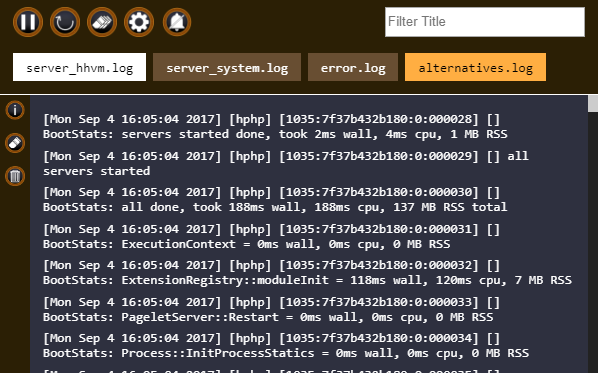 Filter Title
server_hhvm.log server_system.log error.log alternatives.log
[Mon Sep 4 16:05:04 2017] [hphp] [1035:7f37b432b180:0:000028] []
BootStats: servers started done, took 2ms wall, 4ms cpu, 1 MB RSS
[Mon Sep 4 16:05:04 2017] [hphp] [1035:7f37b432b180:0:000029] [] all
servers started
[Mon Sep 4 16:05:04 2017] [hphp] [1035:7f37b432b180:0:000030] []
BootStats: all done, took 188ms wall, 188ms cpu, 137 MB RSS total
[Mon Sep 4 16:05:04 2017] [hphp] [1035:7f37b432b180:0:000031] []
BootStats: ExecutionContext = 0ms wall, 0ms cpu, 0 MB RSS
[Mon Sep 4 16:05:04 2017] [hphp] [1035:7f37b432b180:0:000032] []
BootStats: ExtensionRegistry::moduleInit = 118ms wall, 120ms cpu, 7 MB RSS
[Mon Sep 4 16:05:04 2017] [hphp] [1035:7f37b432b180:0:000033] []
BootStats: PageletServer::Restart = 0ms wall, 0ms cpu, 0 MB RSS
[Mon Sep 4 16:05:04 2017] [hphp] [1035:7f37b432b180:0:000034] []
BootStats: Process::InitProcessStatics = 0ms wall, 0ms cpu, 0 MB RSS